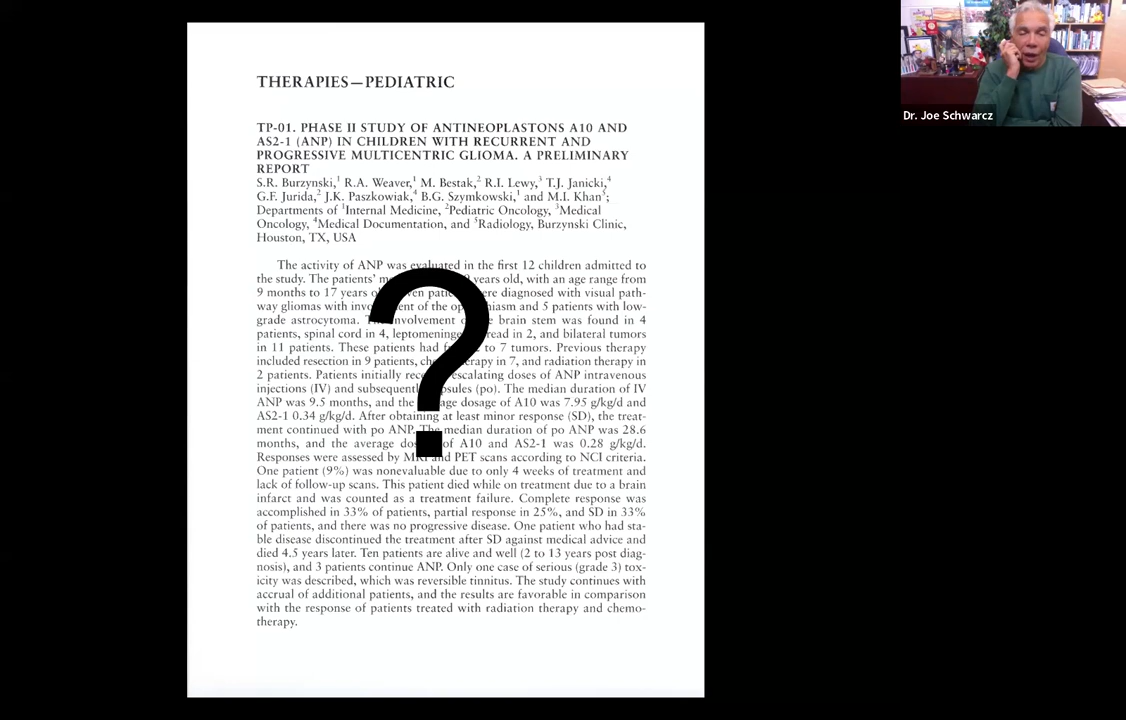 THERAPIES—PEDIATRIC
TP-01. PHASE II STUDY OF ANTINEOPLASTONS A10 AND
AS2-1 (ANP) IN CHILDREN WITH RECURRENT AND
PROGRESSIVE MULTICENTRIC GLIOMA. A PRELIMINARY
REPORT
S.R. Burzynski,¹ R.A. Weaver,¹ M. Bestak,² R.I. Lewy,³ T.J. Janicki,⁴
G.F. Jurida,² J.K. Paszkowiak,⁴ B.G. Szymkowski,¹ and M.I. Khan⁵;
Departments of ¹Internal Medicine, ²Pediatric Oncology, ³Medical
Oncology, ⁴Medical Documentation, and ⁵Radiology, Burzynski Clinic,
Houston, TX, USA
The activity of ANP was evaluated in the first 12 children admitted to
the study. The patients' years old, with an age range from
9 months to 17 years were diagnosed with visual path-
way gliomas with of the and 5 patients with low-
grade astrocytoma. involvement brain stem was found in 4
patients, spinal cord in 4, in 2, and bilateral tumors
in 11 patients. These patients had to 7 tumors. Previous therapy
included resection in 9 patients, in 7, and radiation therapy in
2 patients. Patients initially escalating doses of ANP intravenous
injections (IV) and (po). The median duration of IV
ANP was 9.5 months, and the dosage of A10 was 7.95 g/kg/d and
AS2-1 0.34 g/kg/d. After obtaining at least minor response (SD), the treat-
ment continued with po ANP. The median duration of po ANP was 28.6
months, and the average of A10 and AS2-1 was 0.28 g/kg/d.
Responses were assessed by and PET scans according to NCI criteria.
One patient (9%) was nonevaluable due to only 4 weeks of treatment and
lack of follow-up scans. This patient died while on treatment due to a brain
infarct and was counted as a treatment failure. Complete response was
accomplished in 33% of patients, partial response in 25%, and SD in 33%
of patients, and there was no progressive disease. One patient who had sta-
ble disease discontinued the treatment after SD against medical advice and
died 4.5 years later. Ten patients are alive and well (2 to 13 years post diag-
nosis), and 3 patients continue ANP. Only one case of serious (grade 3) tox-
icity was described, which was reversible tinnitus. The study continues with
accrual of additional patients, and the results are favorable in comparison
with the response of patients treated with radiation therapy and chemo-
therapy.
?
Dr. Joe Schwarcz